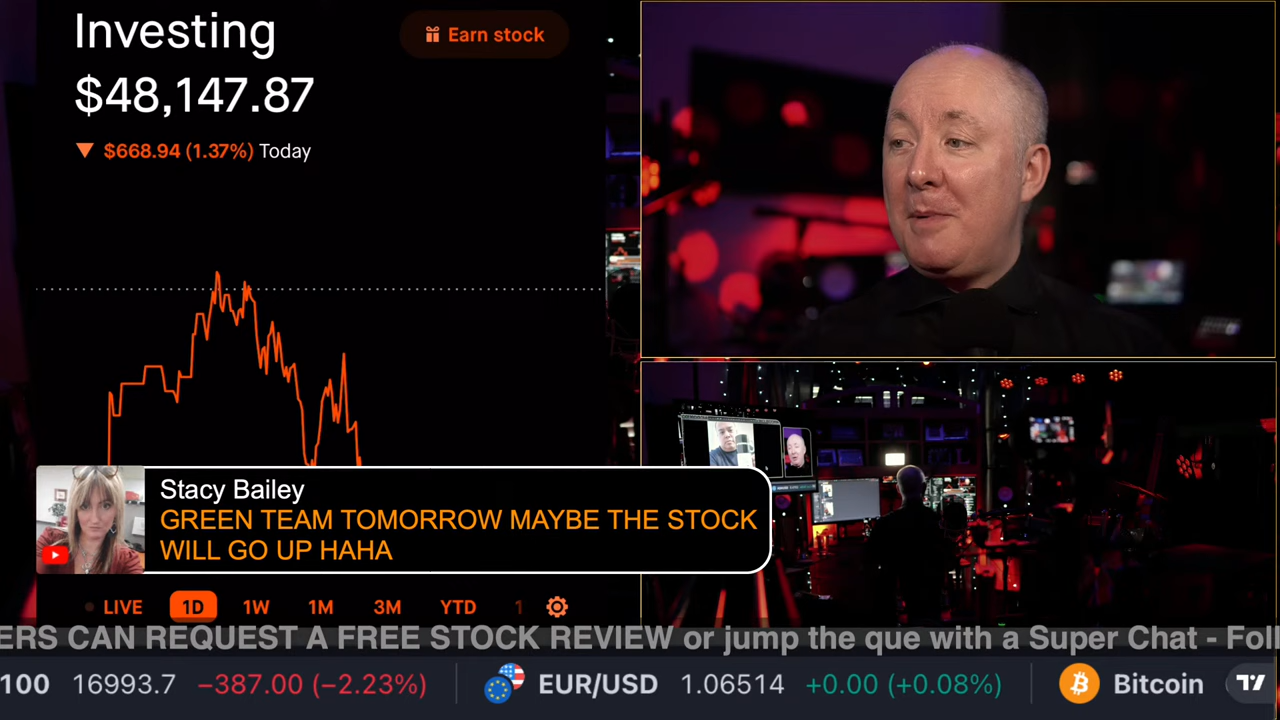 Investing
Earn stock
$48,147.87
▼ $668.94 (1.37%) Today
Stacy Bailey
GREEN TEAM TOMORROW MAYBE THE STOCK
WILL GO UP HAHA
LIVE 1D 1W 1M 3M YTD 1
ERS CAN REQUEST A FREE STOCK REVIEW or jump the que with a Super Chat - Foll
100 16993.7 −387.00 (−2.23%) EUR/USD 1.06514 +0.00 (+0.08%) Bitcoin